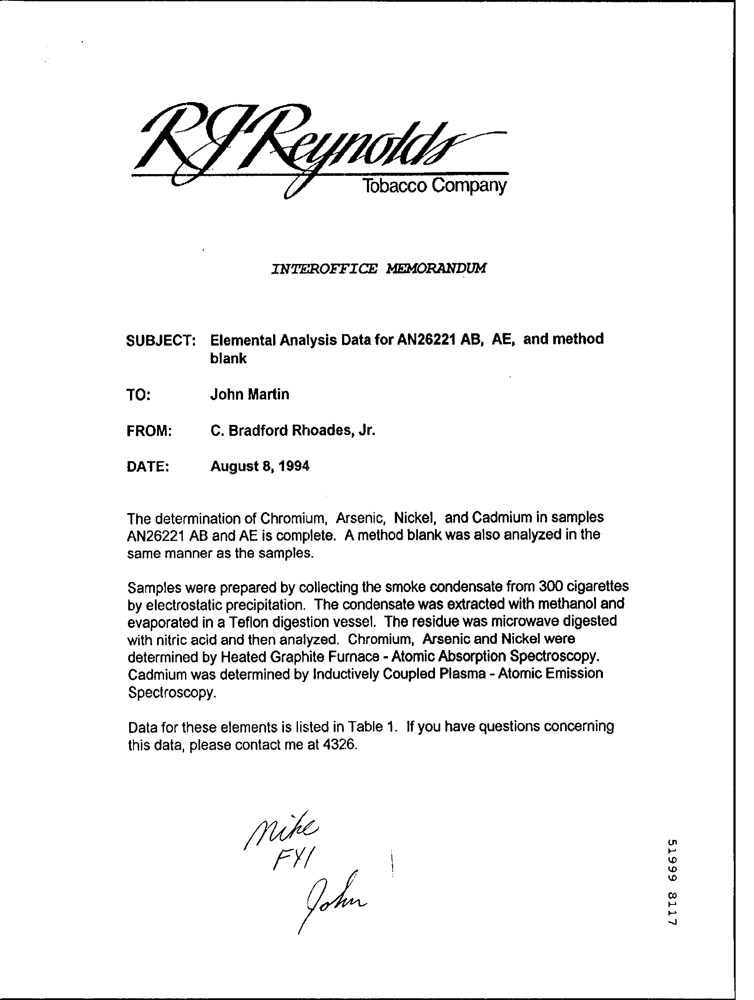 RJReynolds
Tobacco Company
INTEROFFICE MEMORANDUM
SUBJECT: Elemental Analysis Data for AN26221 AB, AE, and method
blank
TO: John Martin
FROM: C. Bradford Rhoades, Jr.
DATE: August 8, 1994
The determination of Chromium, Arsenic, Nickel, and Cadmium in samples
AN26221 AB and AE is complete. A method blank was also analyzed in the
same manner as the samples.
Samples were prepared by collecting the smoke condensate from 300 cigarettes
by electrostatic precipitation. The condensate was extracted with methanol and
evaporated in a Teflon digestion vessel. The residue was microwave digested
with nitric acid and then analyzed. Chromium, Arsenic and Nickel were
determined by Heated Graphite Furnace - Atomic Absorption Spectroscopy.
Cadmium was determined by Inductively Coupled Plasma - Atomic Emission
Spectroscopy.
Data for these elements is listed in Table 1. If you have questions concerning
this data, please contact me at 4326.
Mike
FYI
John
51999 8117